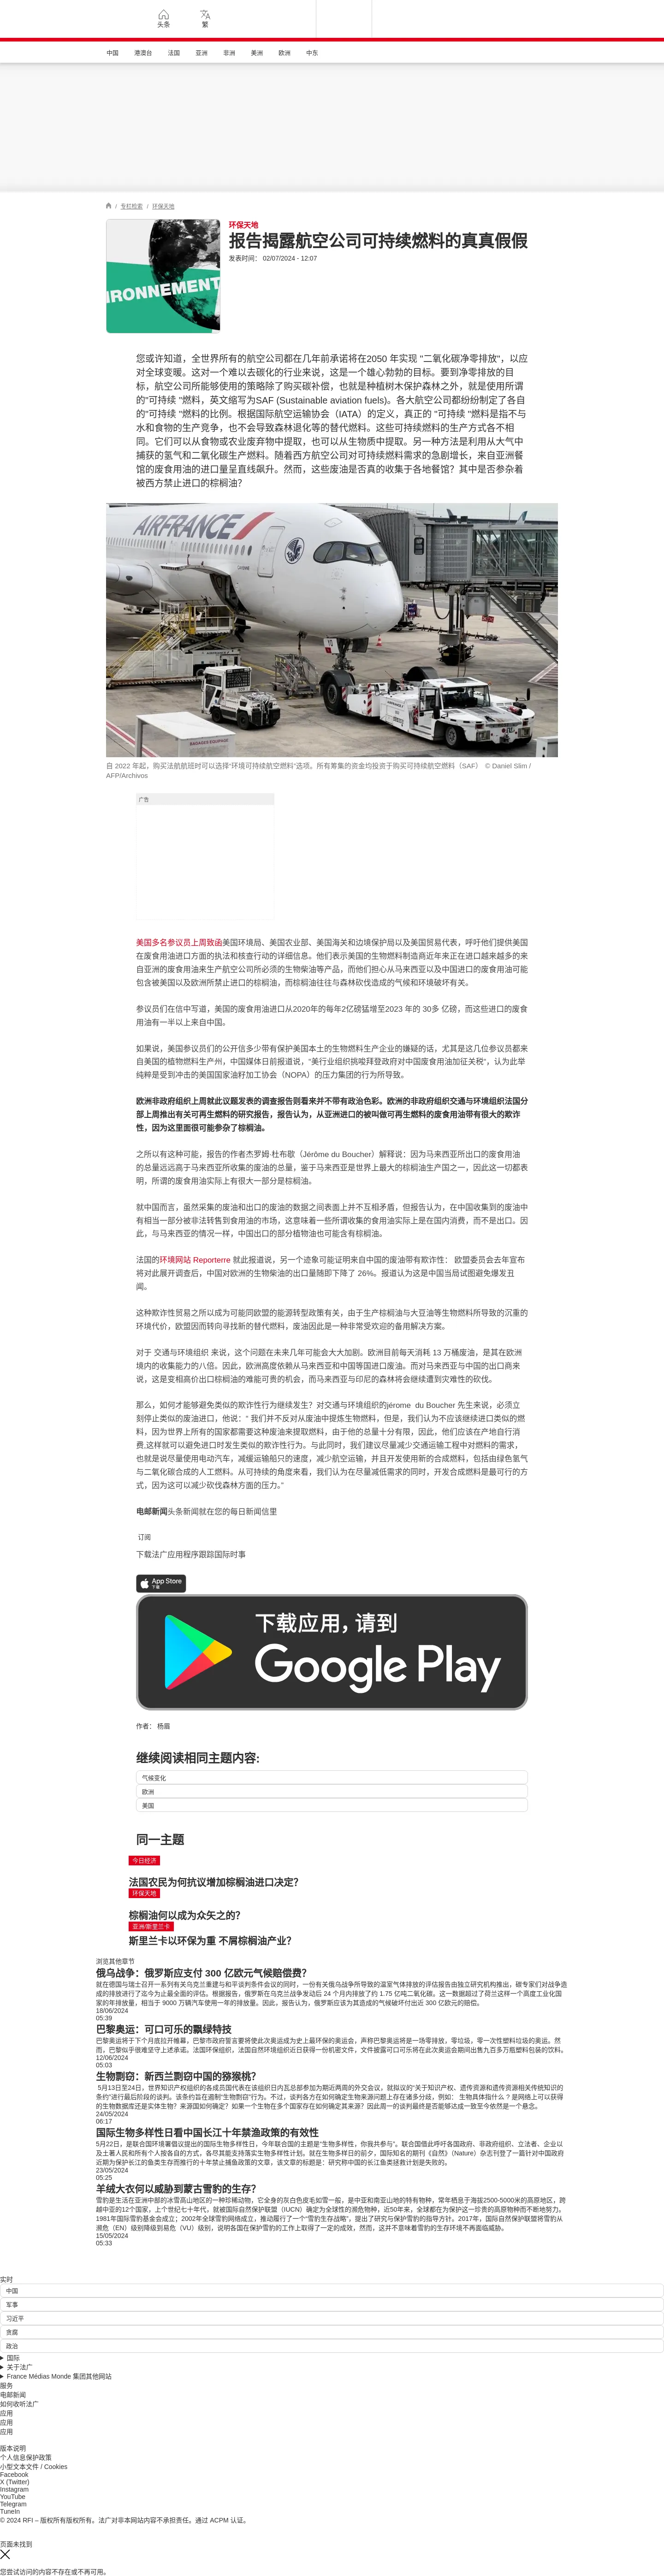 头条
繁
中国
港澳台
法国
亚洲
非洲
美洲
欧洲
中东
/ 专栏检索 / 环保天地
IRONNEMENT
环保天地
报告揭露航空公司可持续燃料的真真假假
发表时间： 02/07/2024 - 12:07
您或许知道，全世界所有的航空公司都在几年前承诺将在2050 年实现 "二氧化碳净零排放"，以应
对全球变暖。这对一个难以去碳化的行业来说，这是一个雄心勃勃的目标。要到净零排放的目
标，航空公司所能够使用的策略除了购买碳补偿，也就是种植树木保护森林之外，就是使用所谓
的"可持续 "燃料，英文缩写为SAF (Sustainable aviation fuels)。各大航空公司都纷纷制定了各自
的"可持续 "燃料的比例。根据国际航空运输协会（IATA）的定义，真正的 "可持续 "燃料是指不与
水和食物的生产竞争，也不会导致森林退化等的替代燃料。这些可持续燃料的生产方式各不相
同。它们可以从食物或农业废弃物中提取，也可以从生物质中提取。另一种方法是利用从大气中
捕获的氢气和二氧化碳生产燃料。随着西方航空公司对可持续燃料需求的急剧增长，来自亚洲餐
馆的废食用油的进口量呈直线飙升。然而，这些废油是否真的收集于各地餐馆？其中是否参杂着
被西方禁止进口的棕榈油？
AIRFRANCE
自 2022 年起，购买法航航班时可以选择“环境可持续航空燃料”选项。所有筹集的资金均投资于购买可持续航空燃料（SAF） © Daniel Slim /
AFP/Archivos
广告
美国多名参议员上周致函美国环境局、美国农业部、美国海关和边境保护局以及美国贸易代表，呼吁他们提供美国
在废食用油进口方面的执法和核查行动的详细信息。他们表示美国的生物燃料制造商近年来正在进口越来越多的来
自亚洲的废食用油来生产航空公司所必须的生物柴油等产品，而他们担心从马来西亚以及中国进口的废食用油可能
包含被美国以及欧洲所禁止进口的棕榈油，而棕榈油往往与森林砍伐造成的气候和环境破坏有关。
参议员们在信中写道，美国的废食用油进口从2020年的每年2亿磅猛增至2023 年的 30多 亿磅，而这些进口的废食
用油有一半以上来自中国。
如果说，美国参议员们的公开信多少带有保护美国本土的生物燃料生产企业的嫌疑的话，尤其是这几位参议员都来
自美国的植物燃料生产州，中国媒体日前报道说，“美行业组织挑唆拜登政府对中国废食用油加征关税”，认为此举
纯粹是受到冲击的美国国家油籽加工协会（NOPA）的压力集团的行为所导致。
欧洲非政府组织上周就此议题发表的调查报告则看来并不带有政治色彩。欧洲的非政府组织交通与环境组织法国分
部上周推出有关可再生燃料的研究报告，报告认为，从亚洲进口的被叫做可再生燃料的废食用油带有很大的欺诈
性，因为这里面很可能参杂了棕榈油。
之所以有这种可能，报告的作者杰罗姆·杜布歇（Jérôme du Boucher）解释说：因为马来西亚所出口的废食用油
的总量远远高于马来西亚所收集的废油的总量，鉴于马来西亚是世界上最大的棕榈油生产国之一，因此这一切都表
明，所谓的废食用油实际上有很大一部分是棕榈油。
就中国而言，虽然采集的废油和出口的废油的数据之间表面上并不互相矛盾，但报告认为，在中国收集到的废油中
有相当一部分被非法转售到食用油的市场，这意味着一些所谓收集的食用油实际上是在国内消费，而不是出口。因
此，与马来西亚的情况一样，中国出口的部分植物油也可能含有棕榈油。
法国的环境网站 Reporterre 就此报道说，另一个迹象可能证明来自中国的废油带有欺诈性： 欧盟委员会去年宣布
将对此展开调查后，中国对欧洲的生物柴油的出口量随即下降了 26%。报道认为这是中国当局试图避免爆发丑
闻。
这种欺诈性贸易之所以成为可能同欧盟的能源转型政策有关，由于生产棕榈油与大豆油等生物燃料所导致的沉重的
环境代价，欧盟因而转向寻找新的替代燃料，废油因此是一种非常受欢迎的备用解决方案。
对于 交通与环境组织 来说，这个问题在未来几年可能会大大加剧。欧洲目前每天消耗 13 万桶废油，是其在欧洲
境内的收集能力的八倍。因此，欧洲高度依赖从马来西亚和中国等国进口废油。而对马来西亚与中国的出口商来
说，这是变相高价出口棕榈油的难能可贵的机会，而马来西亚与印尼的森林将会继续遭到灾难性的砍伐。
那么，如何才能够避免类似的欺诈性行为继续发生？对交通与环境组织的jérome du Boucher 先生来说，必须立
刻停止类似的废油进口，他说：“ 我们并不反对从废油中提炼生物燃料，但是，我们认为不应该继续进口类似的燃
料，因为世界上所有的国家都需要这种废油来提取燃料，由于他的总量十分有限，因此，他们应该在产地自行消
费,这样就可以避免进口时发生类似的欺诈性行为。与此同时，我们建议尽量减少交通运输工程中对燃料的需求，
也就是说尽量使用电动汽车，减缓运输船只的速度，减少航空运输，并且开发使用新的合成燃料，包括由绿色氢气
与二氧化碳合成的人工燃料。从可持续的角度来看，我们认为在尽量减低需求的同时，开发合成燃料是最可行的方
式，因为这可以减少砍伐森林方面的压力。”
电邮新闻头条新闻就在您的每日新闻信里
订阅
下载法广应用程序跟踪国际时事
App Store
下载
下载应用，请到
Google Play
作者： 杨眉
继续阅读相同主题内容:
气候变化
欧洲
美国
同一主题
今日经济
法国农民为何抗议增加棕榈油进口决定？
环保天地
棕榈油何以成为众矢之的？
亚洲/斯里兰卡
斯里兰卡以环保为重 不屑棕榈油产业？
浏览其他章节
俄乌战争：俄罗斯应支付 300 亿欧元气候赔偿费？
就在德国与瑞士召开一系列有关乌克兰重建与和平谈判条件会议的同时，一份有关俄乌战争所导致的温室气体排放的评估报告由独立研究机构推出，碳专家们对战争造
成的排放进行了迄今为止最全面的评估。根据报告，俄罗斯在乌克兰战争发动后 24 个月内排放了约 1.75 亿吨二氧化碳。这一数据超过了荷兰这样一个高度工业化国
家的年排放量，相当于 9000 万辆汽车使用一年的排放量。因此，报告认为，俄罗斯应该为其造成的气候破坏付出近 300 亿欧元的赔偿。
18/06/2024
05:39
巴黎奥运：可口可乐的飘绿特技
巴黎奥运将于下个月底拉开帷幕，巴黎市政府誓言要将使此次奥运成为史上最环保的奥运会，声称巴黎奥运将是一场零排放，零垃圾，零一次性塑料垃圾的奥运。然
而，巴黎似乎很难坚守上述承诺。法国环保组织，法国自然环境组织近日获得一份机密文件，文件披露可口可乐将在此次奥运会期间出售九百多万瓶塑料包装的饮料。
12/06/2024
05:03
生物剽窃：新西兰剽窃中国的猕猴桃？
5月13日至24日，世界知识产权组织的各成员国代表在该组织日内瓦总部参加为期近两周的外交会议，就拟议的“关于知识产权、遗传资源和遗传资源相关传统知识的
条约”进行最后阶段的谈判。该条约旨在遏制“生物剽窃”行为。不过，谈判各方在如何确定生物来源问题上存在诸多分歧，例如： 生物具体指什么？是网络上可以获得
的生物数据库还是实体生物？来源国如何确定？如果一个生物在多个国家存在如何确定其来源？因此周一的谈判最终是否能够达成一致至今依然是一个悬念。
24/05/2024
06:17
国际生物多样性日看中国长江十年禁渔政策的有效性
5月22日，是联合国环境署倡议提出的国际生物多样性日，今年联合国的主题是“生物多样性，你我共参与”。联合国借此呼吁各国政府、非政府组织、立法者、企业以
及土著人民和所有个人按各自的方式，各尽其能支持落实生物多样性计划。就在生物多样日的前夕，国际知名的期刊《自然》（Nature）杂志刊登了一篇针对中国政府
近期为保护长江的鱼类生存而推行的十年禁止捕鱼政策的文章，该文章的标题是：研究称中国的长江鱼类拯救计划是失败的。
23/05/2024
05:25
羊绒大衣何以威胁到蒙古雪豹的生存？
雪豹是生活在亚洲中部的冰雪高山地区的一种珍稀动物，它全身的灰白色皮毛如雪一般，是中亚和南亚山地的特有物种，常年栖息于海拔2500-5000米的高原地区，跨
越中亚的12个国家，上个世纪七十年代，就被国际自然保护联盟（IUCN）确定为全球性的濒危物种，近50年来，全球都在为保护这一珍贵的高原物种而不断地努力。
1981年国际雪豹基金会成立；2002年全球雪豹网络成立，推动履行了一个“雪豹生存战略”，提出了研究与保护雪豹的指导方针。2017年，国际自然保护联盟将雪豹从
濒危（EN）级别降级到易危（VU）级别，说明各国在保护雪豹的工作上取得了一定的成效，然而，这并不意味着雪豹的生存环境不再面临威胁。
15/05/2024
05:33
实时
中国
军事
习近平
贪腐
政治
国际
关于法广
France Médias Monde 集团其他网站
服务
电邮新闻
如何收听法广
应用
应用
应用
版本说明
个人信息保护政策
小型文本文件 / Cookies
Facebook
X (Twitter)
Instagram
YouTube
Telegram
TuneIn
© 2024 RFI – 版权所有版权所有。法广对非本网站内容不承担责任。通过 ACPM 认证。
页面未找到
您尝试访问的内容不存在或不再可用。